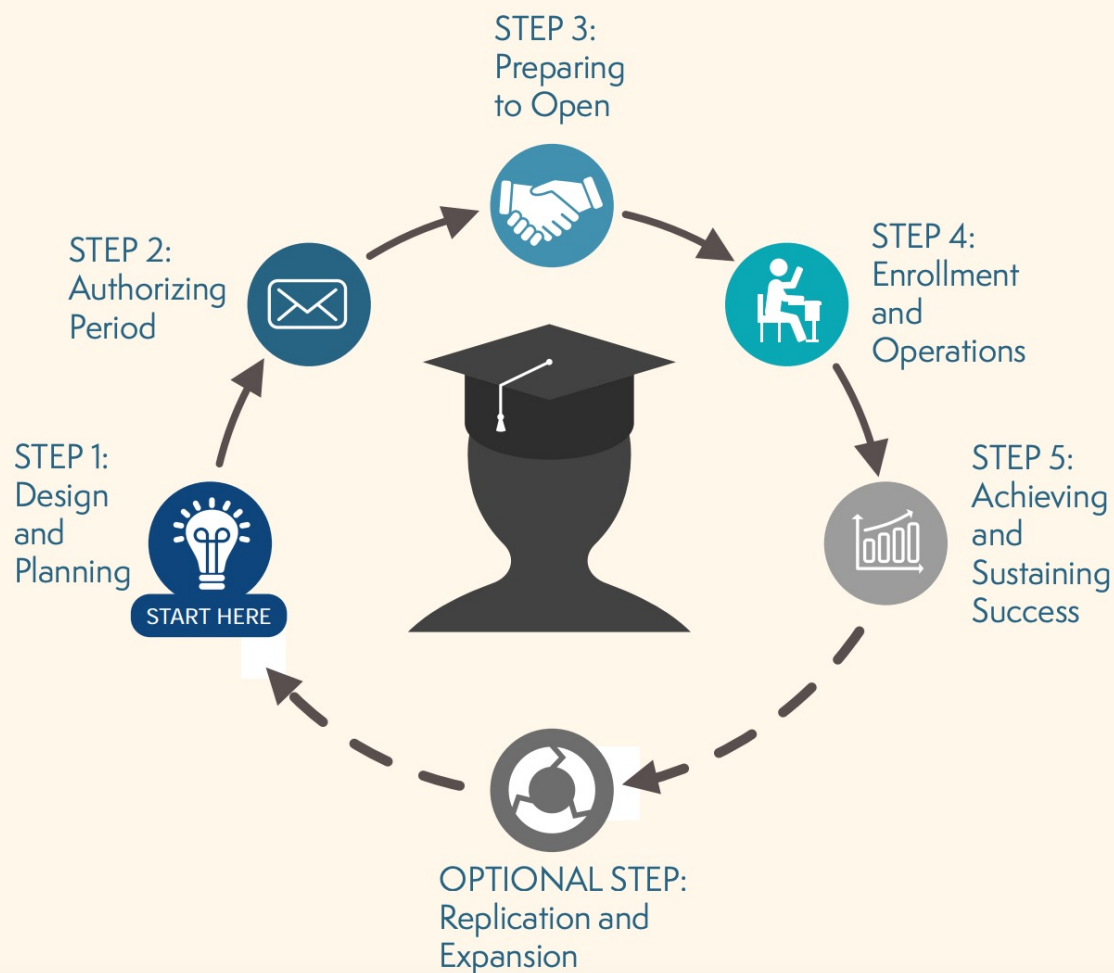 STEP 3:
Preparing
to Open
STEP 2:
Authorizing
Period
STEP 4:
Enrollment
and
Operations
STEP 1:
Design
and
Planning
START HERE
STEP 5:
Achieving
and
Sustaining
Success
OPTIONAL STEP:
Replication and
Expansion